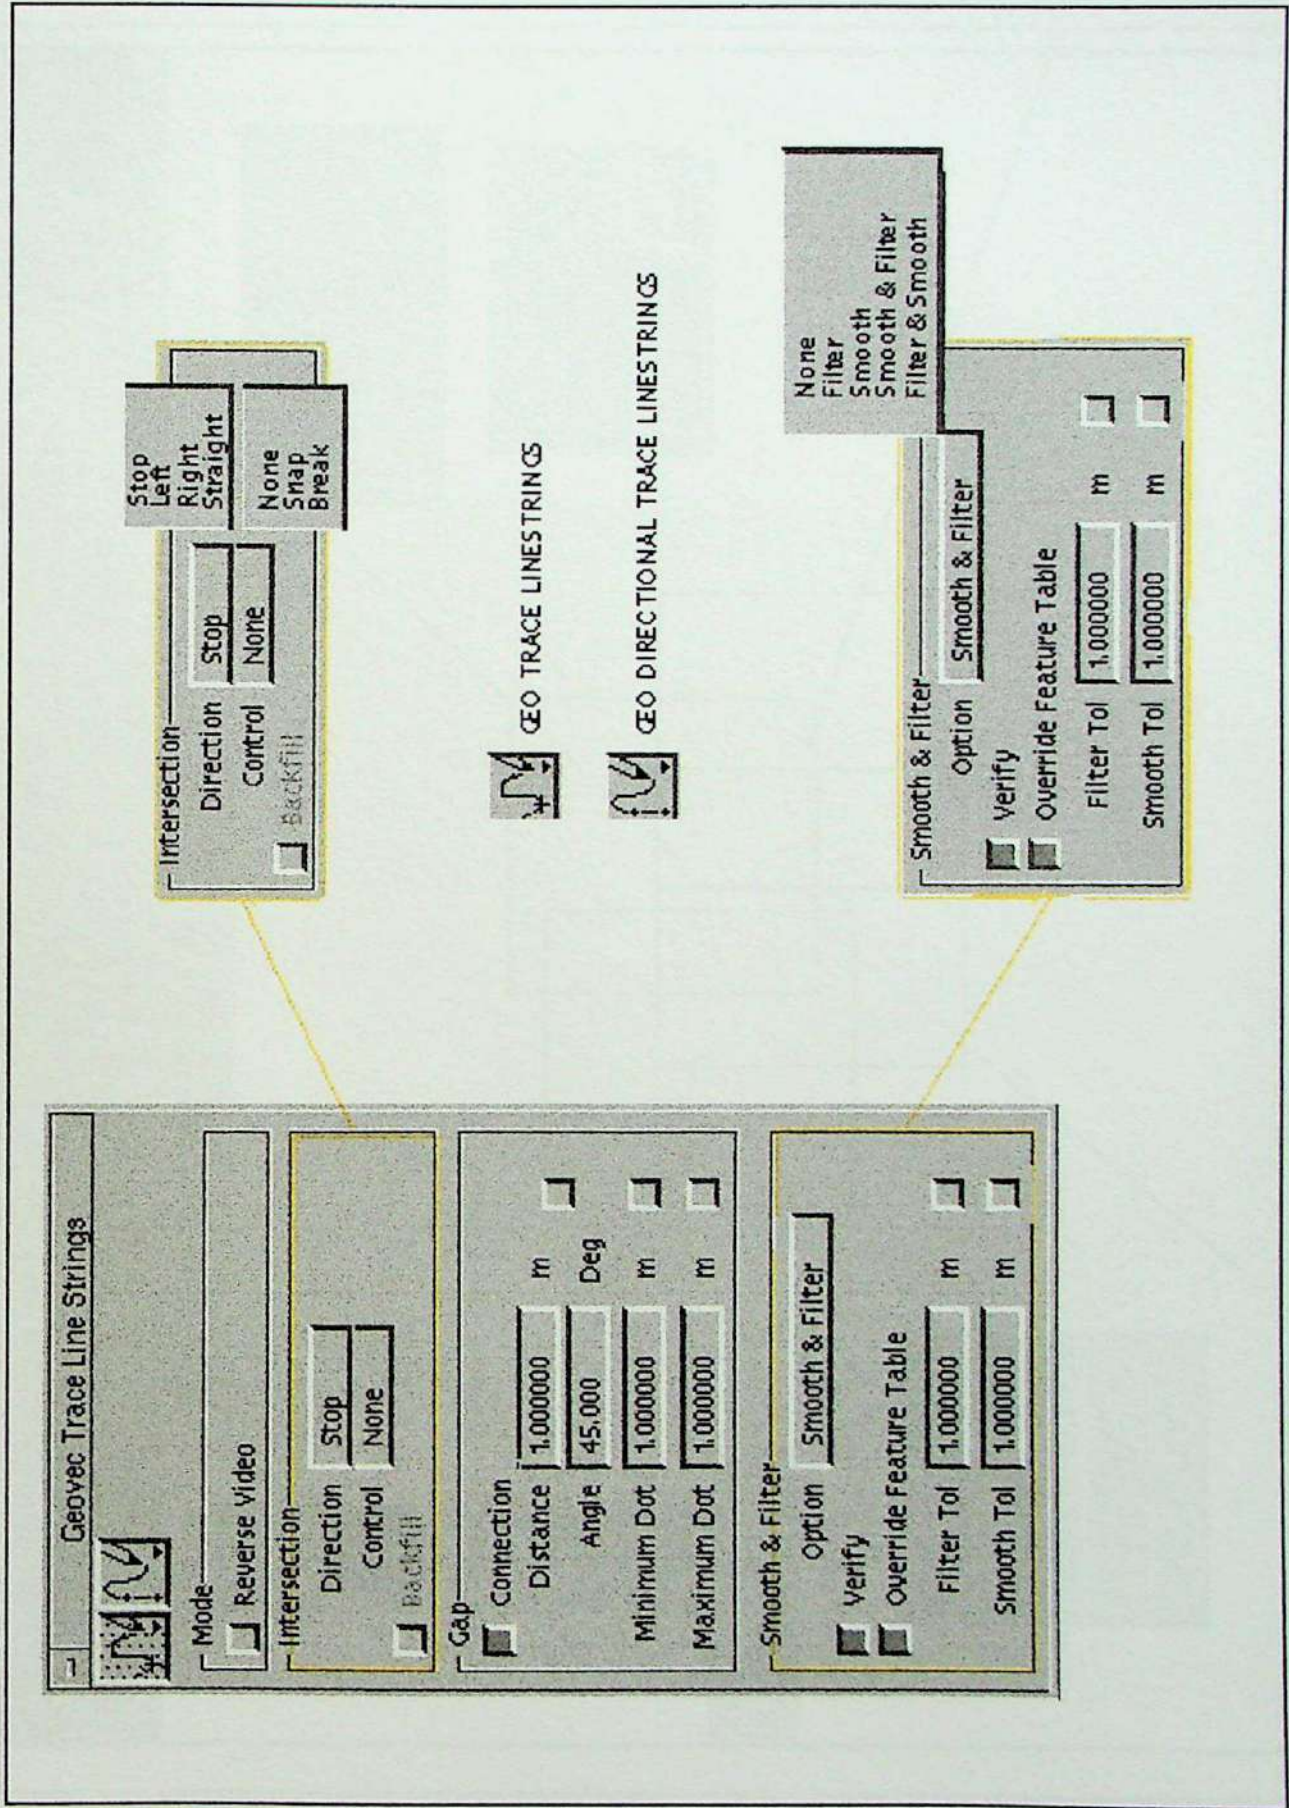 Geovec Trace Line Strings
Mode
Reverse Video
Intersection
Direction Stop
Control None
Backfill
Gap
Connection
Distance 1.000000 m
Angle 45.000 Deg
Minimum Dot 1.000000 m
Maximum Dot 1.000000 m
Smooth & Filter
Option Smooth & Filter
Verify
Override Feature Table
Filter Tol 1.000000 m
Smooth Tol 1.000000 m
Intersection
Direction Stop
Control None
Backfill
Stop
Left
Right
Straight
None
Snap
Break
GEO TRACE LINESTRINGS
GEO DIRECTIONAL TRACE LINESTRINGS
Smooth & Filter
Option Smooth & Filter
Verify
Override Feature Table
Filter Tol 1.000000 m
Smooth Tol 1.000000 m
None
Filter
Smooth
Smooth & Filter
Filter & Smooth